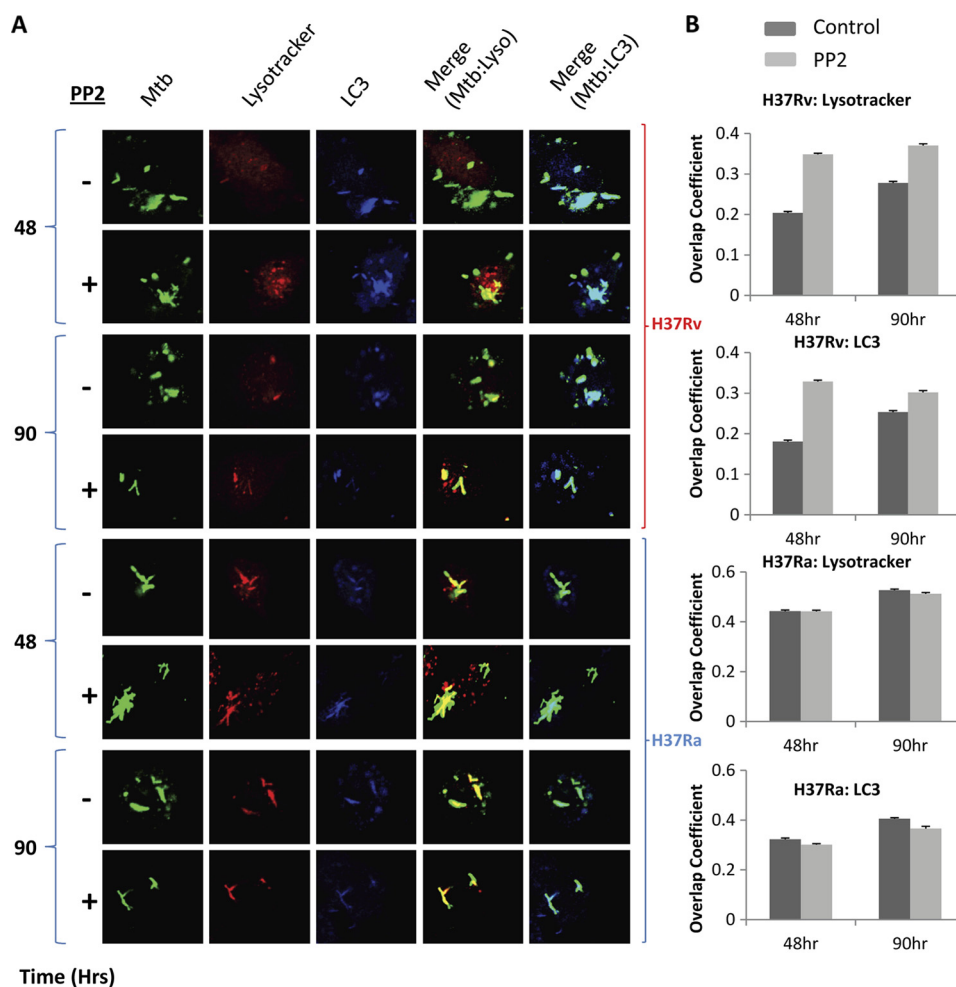 A
PP2
Mtb
Lysotracker
LC3
Merge
(Mtb:Lyso)
Merge
(Mtb:LC3)
-
48
+
-
90
+
H37Rv
-
48
+
-
90
+
H37Ra
Time (Hrs)
B
Control
PP2
H37Rv: Lysotracker
Overlap Coefficient
0.4
0.3
0.2
0.1
0
48hr 90hr
H37Rv: LC3
Overlap Coefficient
0.4
0.3
0.2
0.1
0
48hr 90hr
H37Ra: Lysotracker
Overlap Coefficient
0.6
0.4
0.2
0
48hr 90hr
H37Ra: LC3
Overlap Coefficient
0.6
0.4
0.2
0
48hr 90hr